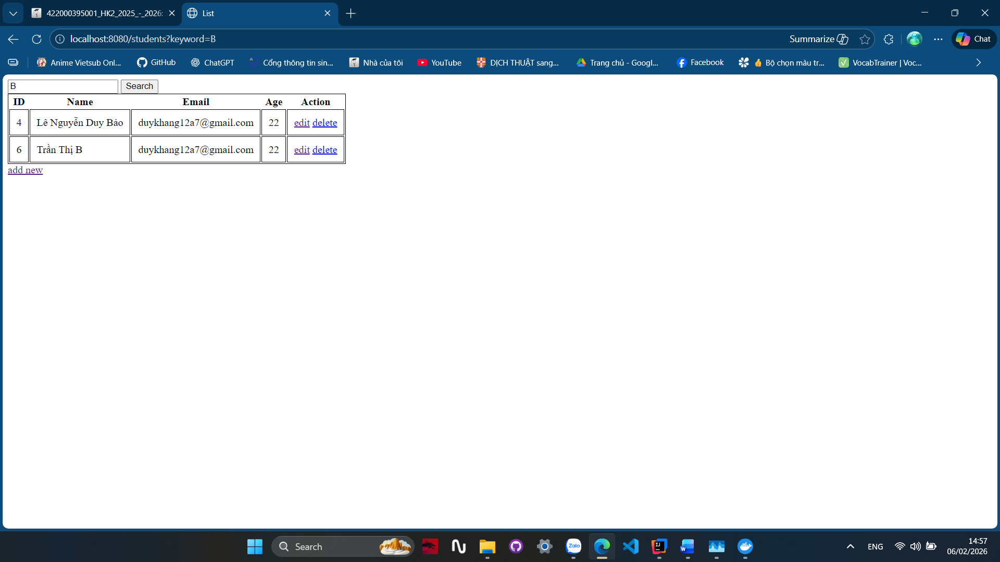 422000395001_HK2_2025_-_2026:
List
localhost:8080/students?keyword=B
Summarize
Chat
Anime Vietsub Onl...
GitHub
ChatGPT
Cổng thông tin sin...
Nhà của tôi
YouTube
DỊCH THUẬT sang...
Trang chủ - Googl...
Facebook
Bộ chọn màu tr...
VocabTrainer | Voc...
B
Search
ID Name Email Age Action
4 Lê Nguyễn Duy Bảo duykhang12a7@gmail.com 22 edit delete
6 Trần Thị B duykhang12a7@gmail.com 22 edit delete
add new
Search
Zalo
ENG
14:57
06/02/2026